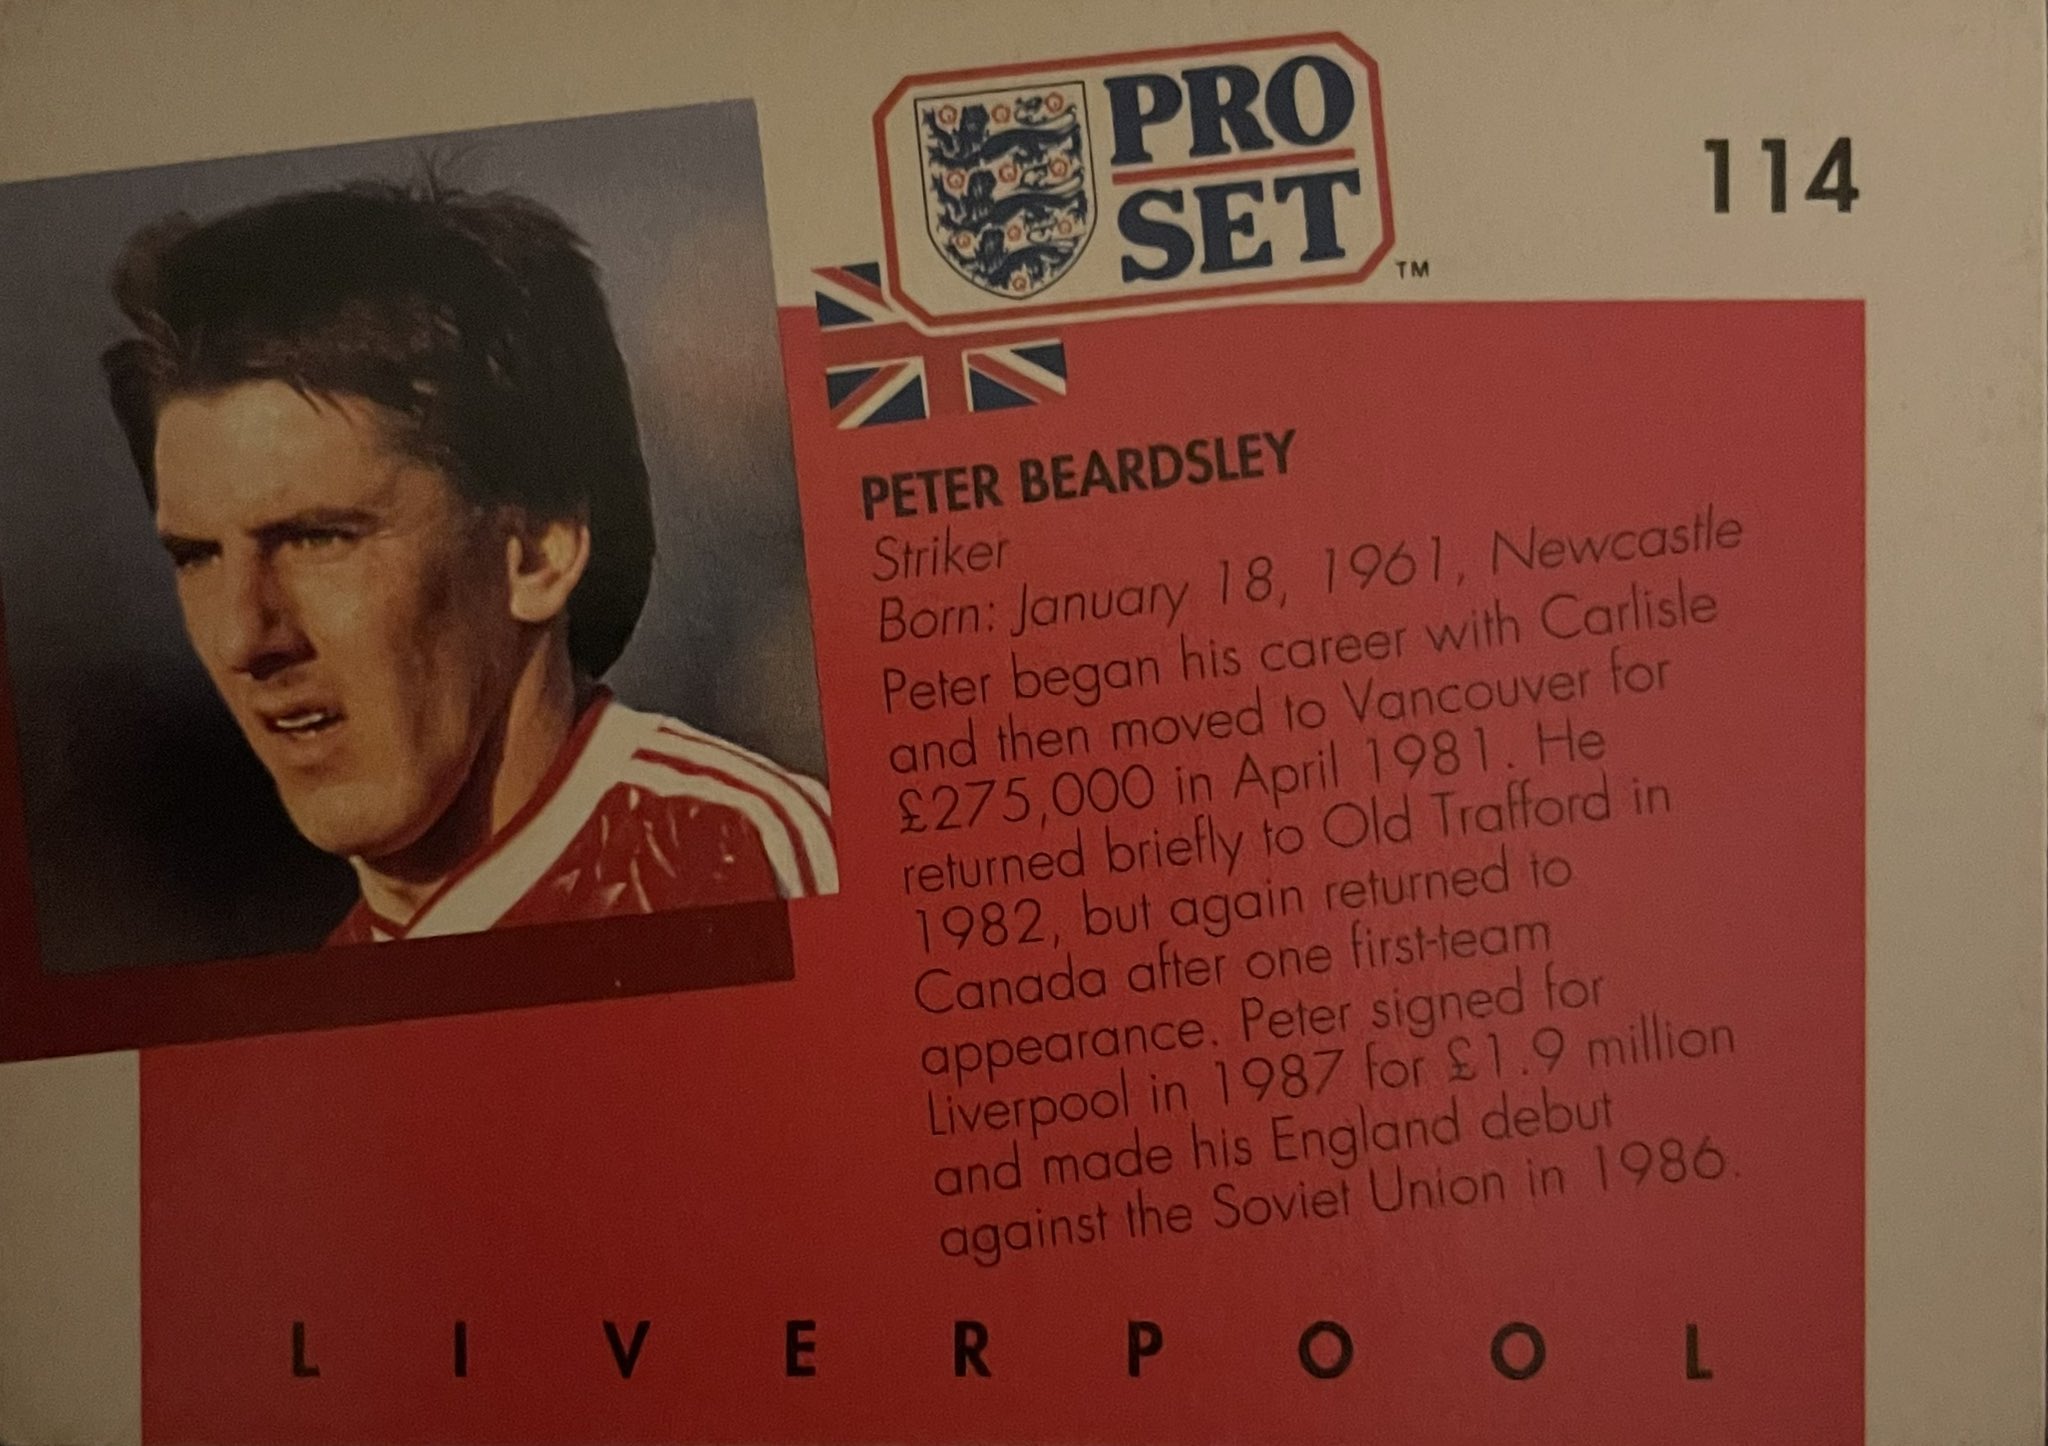 PRO
SET
TM
114
PETER BEARDSLEY
Striker
Born: January 18, 1961, Newcastle
Peter began his career with Carlisle
and then moved to Vancouver for
£275,000 in April 1981. He
returned briefly to Old Trafford in
1982, but again returned to
Canada after one first-team
appearance. Peter signed for
Liverpool in 1987 for £1.9 million
and made his England debut
against the Soviet Union in 1986.
LIVERPOOL